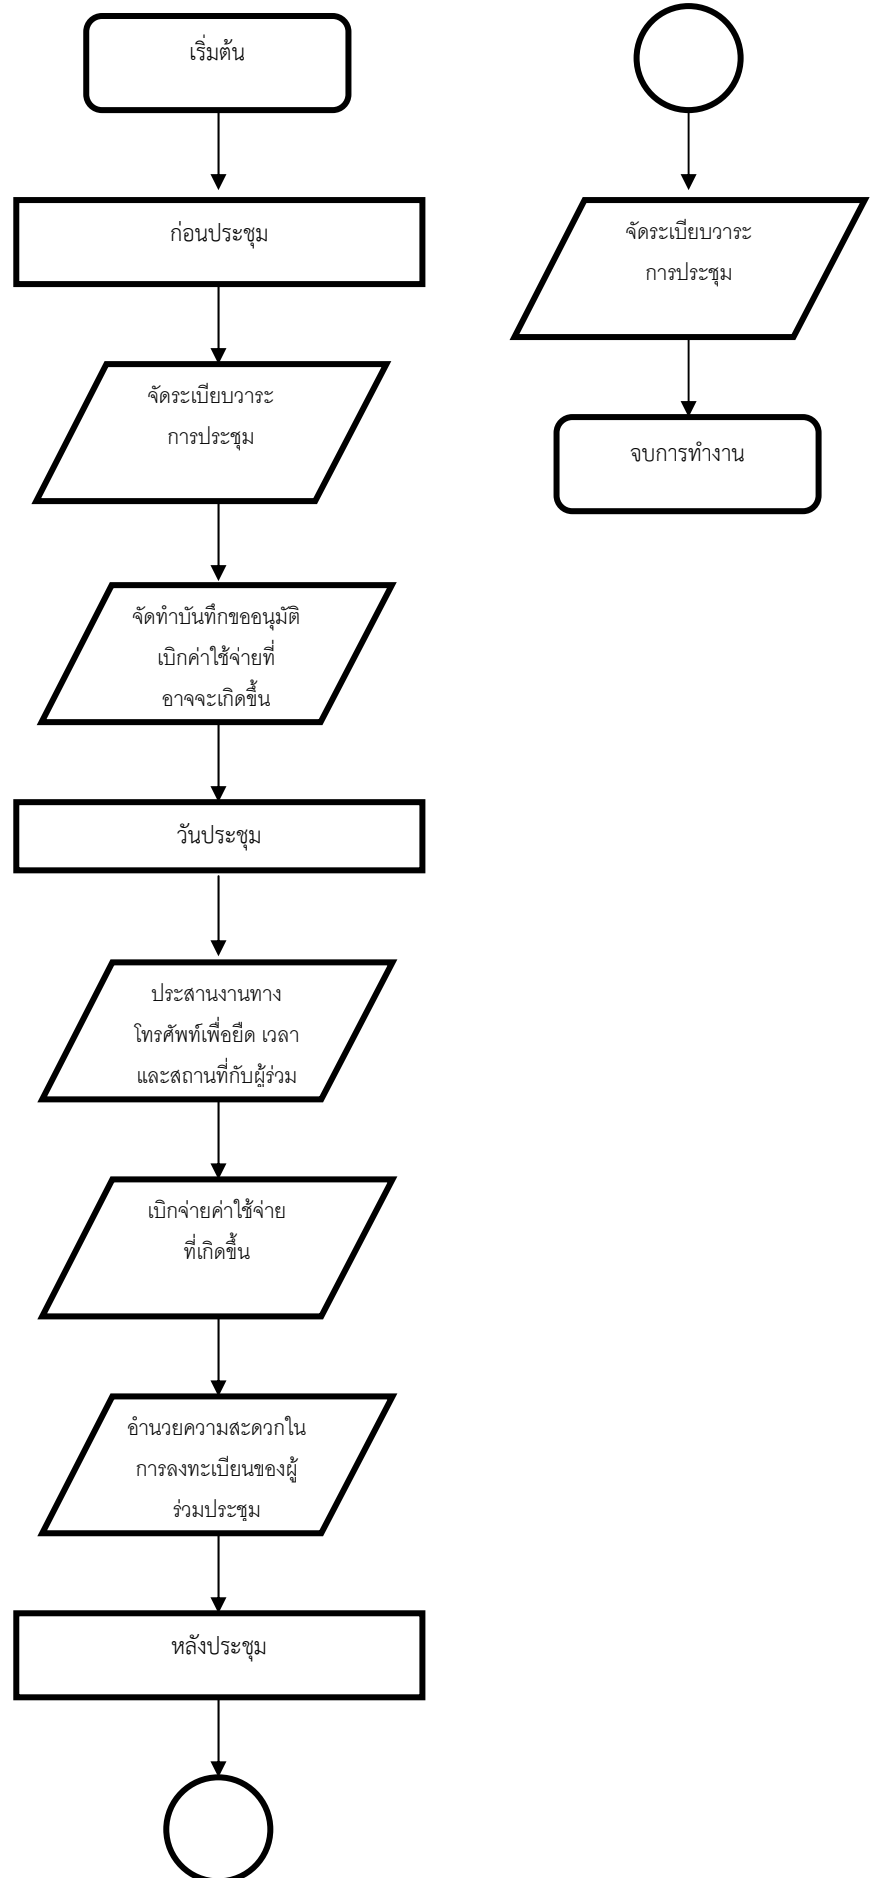 เริ่มต้น
ก่อนประชุม
จัดระเบียบวาระ
การประชุม
จัดทำบันทึกขออนุมัติ
เบิกค่าใช้จ่ายที่
อาจจะเกิดขึ้น
วันประชุม
ประสานงานทาง
โทรศัพท์เพื่อยืด เวลา
และสถานที่กับผู้ร่วม
เบิกจ่ายค่าใช้จ่าย
ที่เกิดขึ้น
อำนวยความสะดวกใน
การลงทะเบียนของผู้
ร่วมประชุม
หลังประชุม
จัดระเบียบวาระ
การประชุม
จบการทำงาน